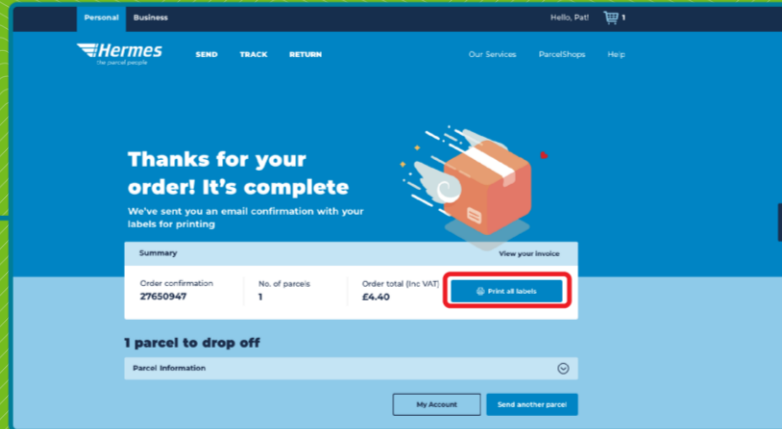 Personal Business Hello, Pat! 1
Hermes SEND TRACK RETURN Our Services ParcelShops Help
the parcel people
Thanks for your
order! It's complete
We've sent you an email confirmation with your
labels for printing
Summary View your invoice
Order confirmation No. of parcels Order total (Inc VAT) Print all labels
27650947 1 £4.40
1 parcel to drop off
Parcel Information
My Account Send another parcel